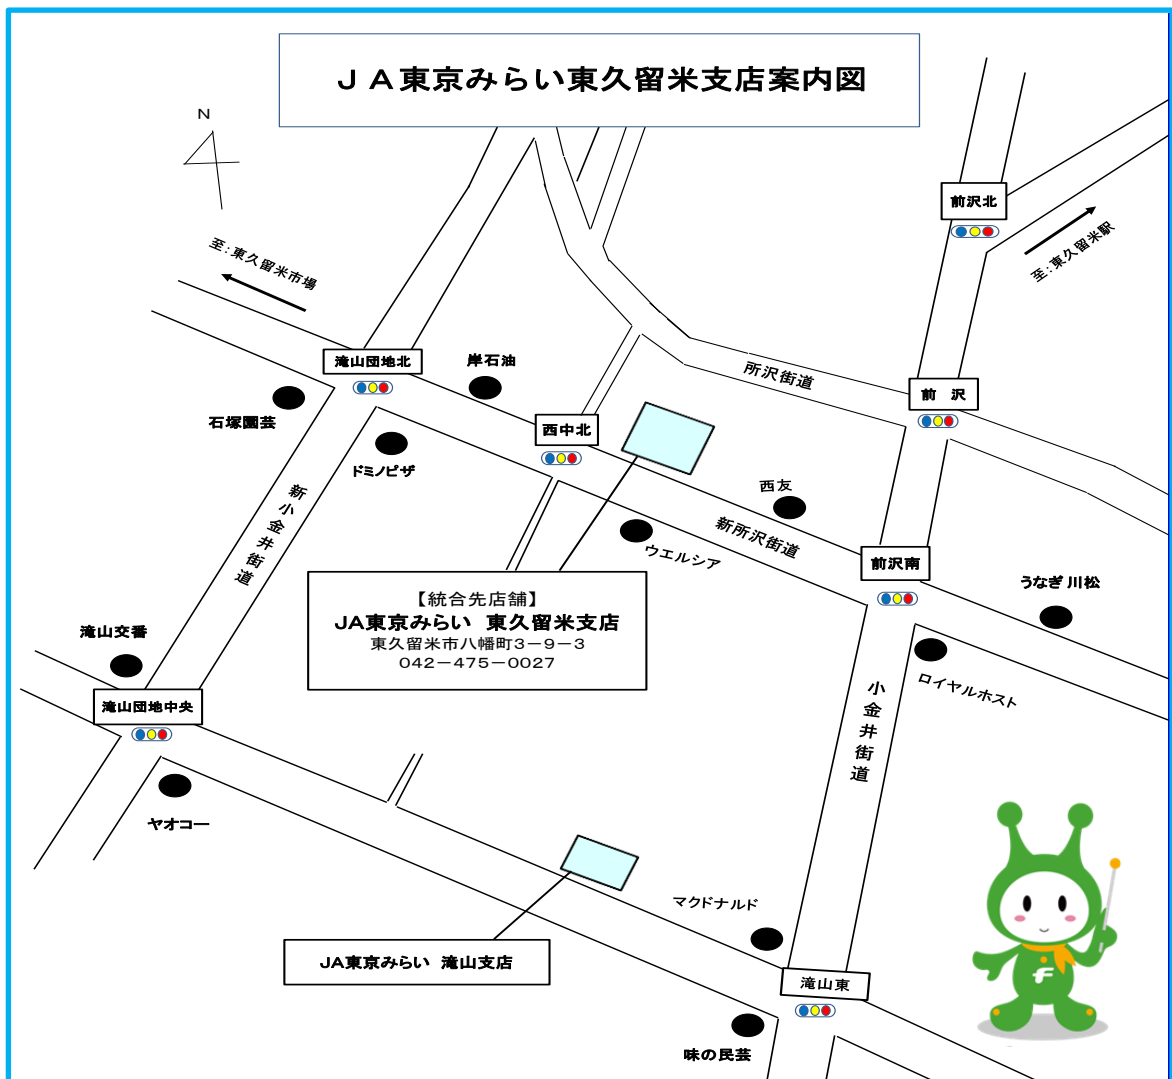 JA東京みらい東久留米支店案内図
N
前沢北
至:東久留米市場
至:東久留米駅
滝山団地北
岸石油
所沢街道
前 沢
石塚園芸
西中北
ドミノピザ
西友
新小金井街道
新所沢街道
ウエルシア
前沢南
うなぎ川松
【統合先店舗】
JA東京みらい 東久留米支店
東久留米市八幡町3-9-3
042-475-0027
滝山交番
ロイヤルホスト
滝山団地中央
小金井街道
ヤオコー
マクドナルド
JA東京みらい 滝山支店
滝山東
味の民芸
f